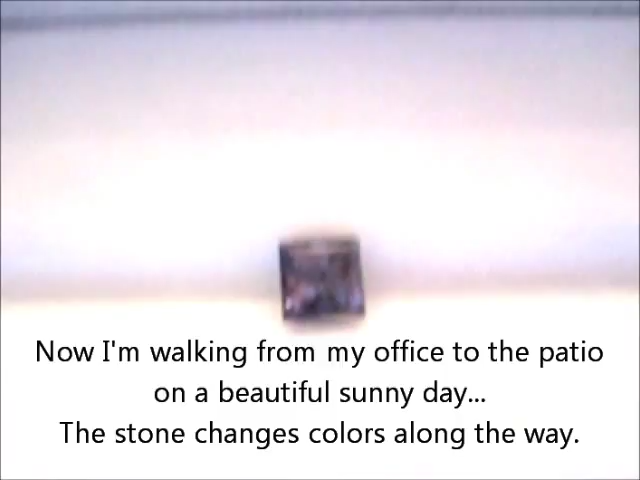 Now I'm walking from my office to the patio
on a beautiful sunny day...
The stone changes colors along the way.